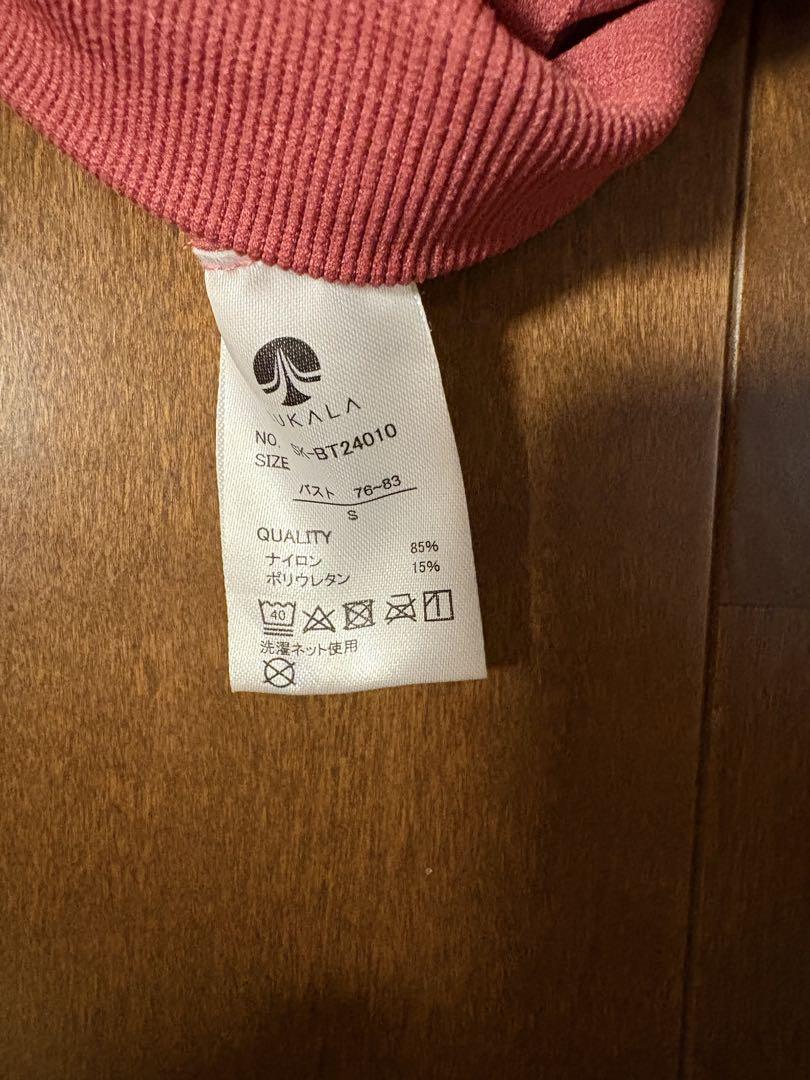 UKALA
NO. SK-BT24010
SIZE
バスト 76~83
S
QUALITY
ナイロン 85%
ポリウレタン 15%
40
洗濯ネット使用